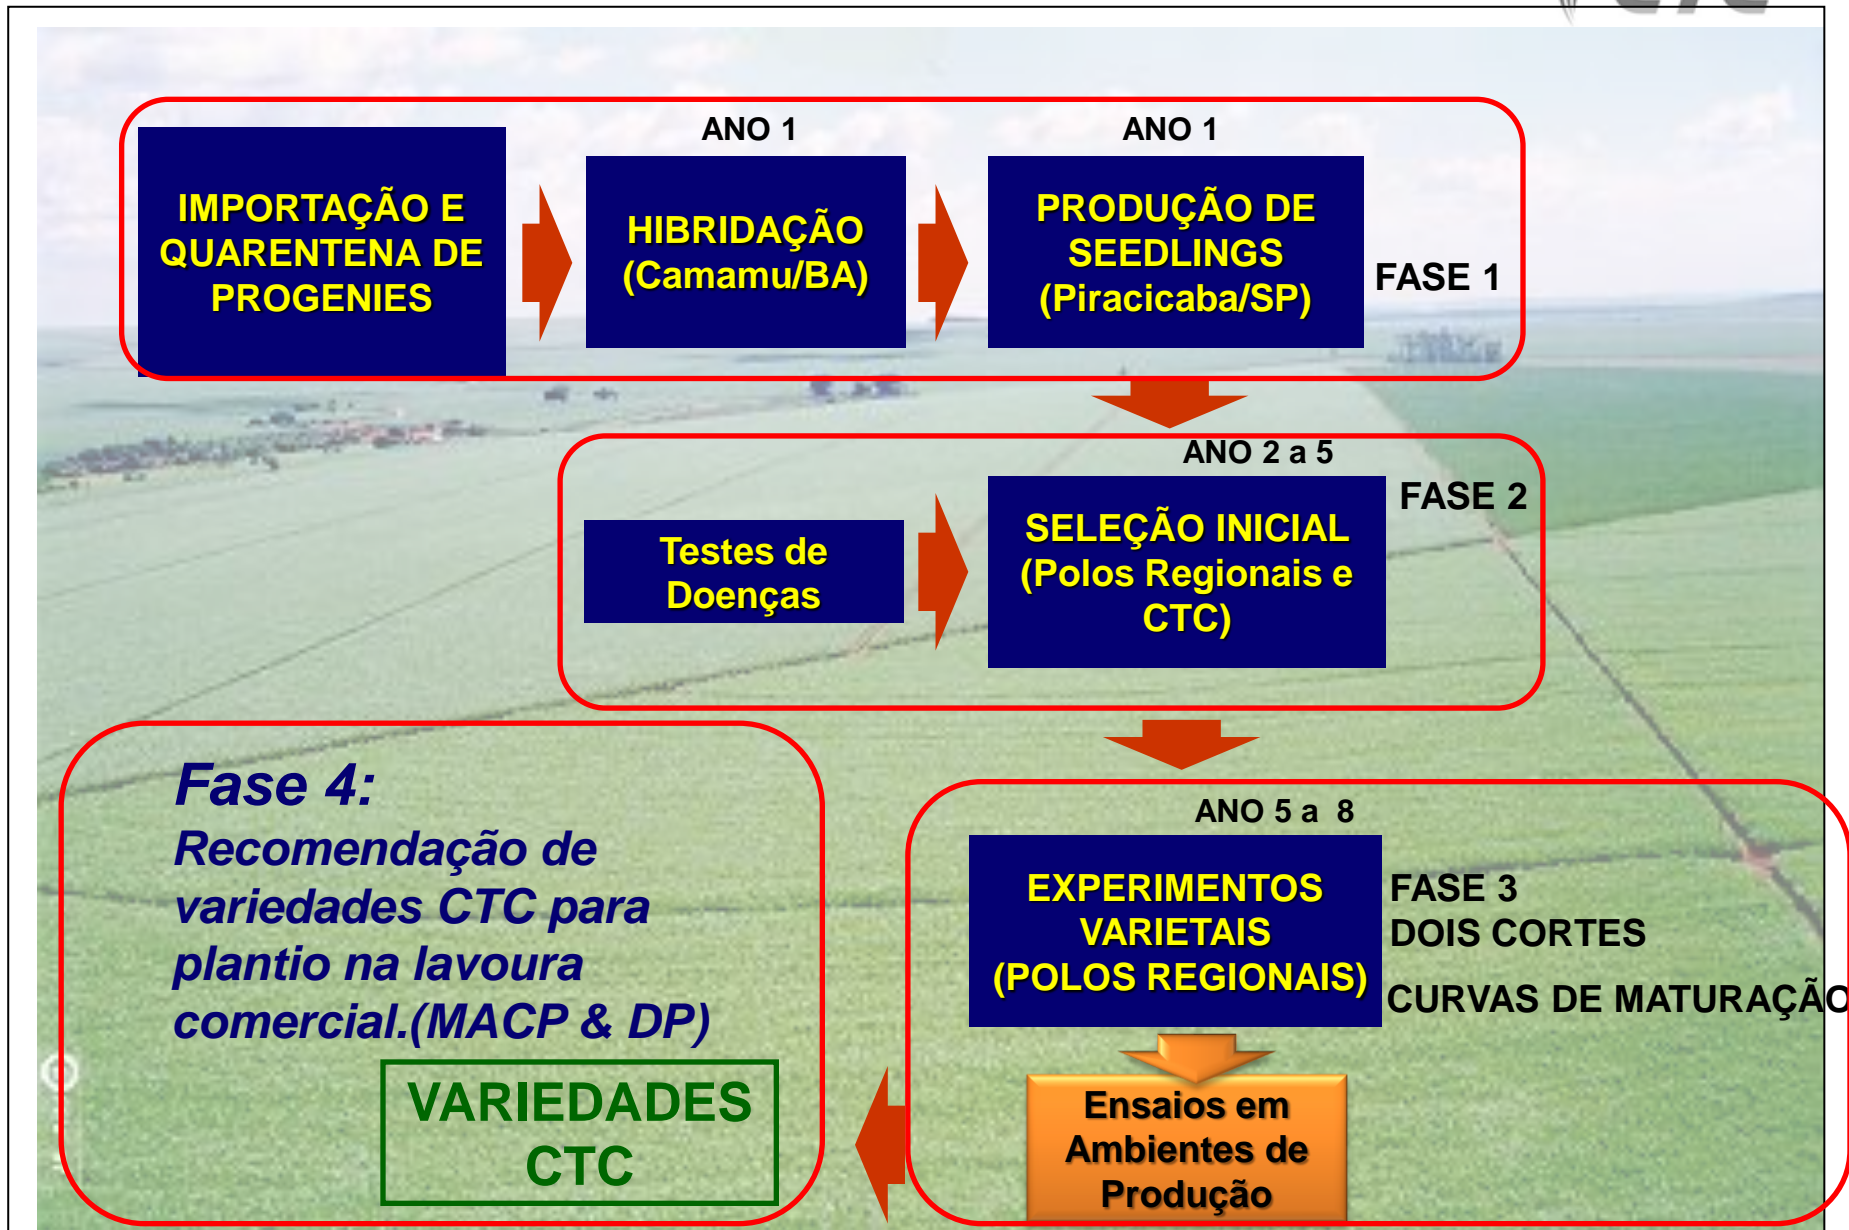 CTC
ANO 1
ANO 1
IMPORTAÇÃO E
QUARENTENA DE
PROGENIES
HIBRIDAÇÃO
(Camamu/BA)
PRODUÇÃO DE
SEEDLINGS
(Piracicaba/SP)
FASE 1
ANO 2 a 5
FASE 2
Testes de
Doenças
SELEÇÃO INICIAL
(Polos Regionais e
CTC)
ANO 5 a 8
EXPERIMENTOS
VARIETAIS
(POLOS REGIONAIS)
FASE 3
DOIS CORTES
CURVAS DE MATURAÇÃO
Ensaios em
Ambientes de
Produção
Fase 4:
Recomendação de
variedades CTC para
plantio na lavoura
comercial.(MACP & DP)
VARIEDADES
CTC